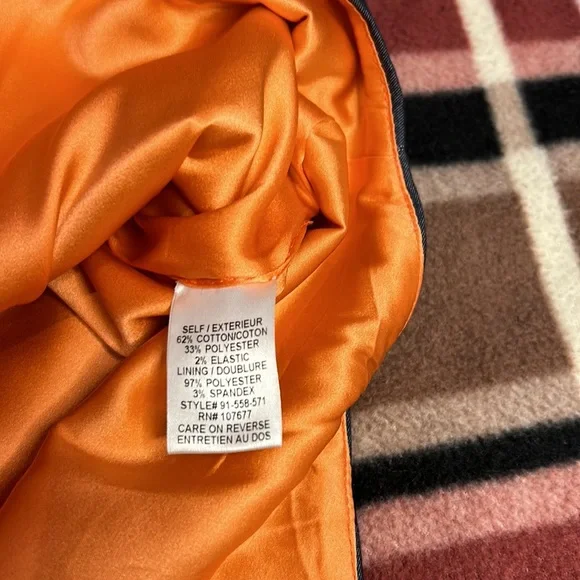 SELF / EXTERIEUR
62% COTTON/COTON
33% POLYESTER
2% ELASTIC
LINING / DOUBLURE
97% POLYESTER
3% SPANDEX
STYLE# 91-558-571
RN# 107677
CARE ON REVERSE
ENTRETIEN AU DOS